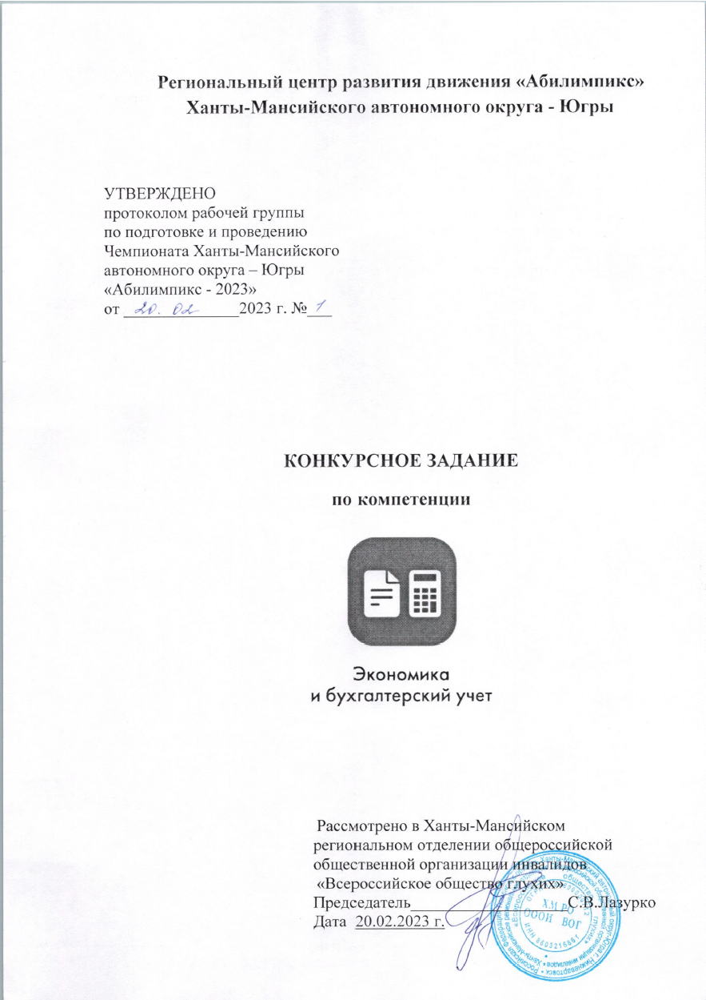 Региональный центр развития движения «Абилимпикс»
Ханты-Мансийского автономного округа - Югры
УТВЕРЖДЕНО
протоколом рабочей группы
по подготовке и проведению
Чемпионата Ханты-Мансийского
автономного округа – Югры
«Абилимпикс - 2023»
от 20. 02 2023 г. № 1
КОНКУРСНОЕ ЗАДАНИЕ
по компетенции
Экономика
и бухгалтерский учет
Рассмотрено в Ханты-Мансийском
региональном отделении общероссийской
общественной организации инвалидов
«Всероссийское общество глухих»
Председатель С.В.Лазурко
Дата 20.02.2023 г.
ХМ РО
ОООИ ВОГ